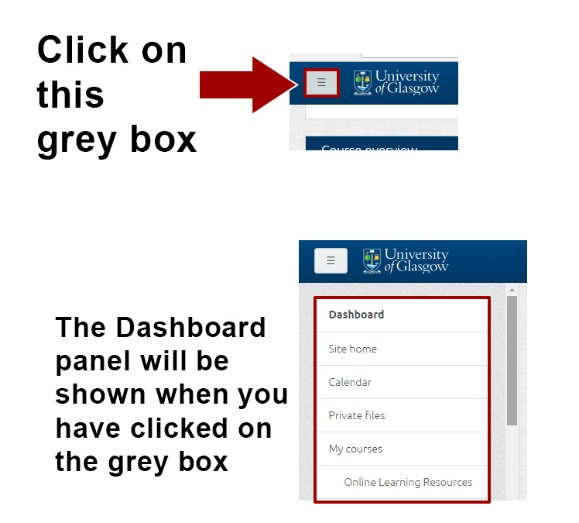 Click on
this
grey box
University
of Glasgow
Course overview
University
of Glasgow
The Dashboard
panel will be
shown when you
have clicked on
the grey box
Dashboard
Site home
Calendar
Private files
My courses
Online Learning Resources